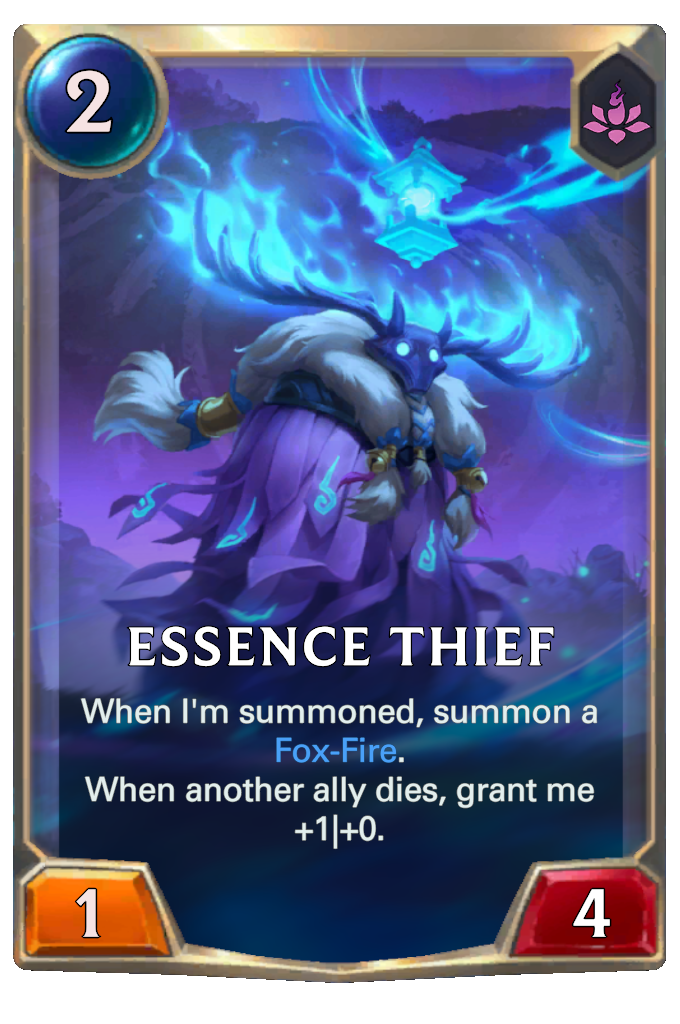 2
ESSENCE THIEF
When I'm summoned, summon a
Fox-Fire.
When another ally dies, grant me
+1|+0.
1
4